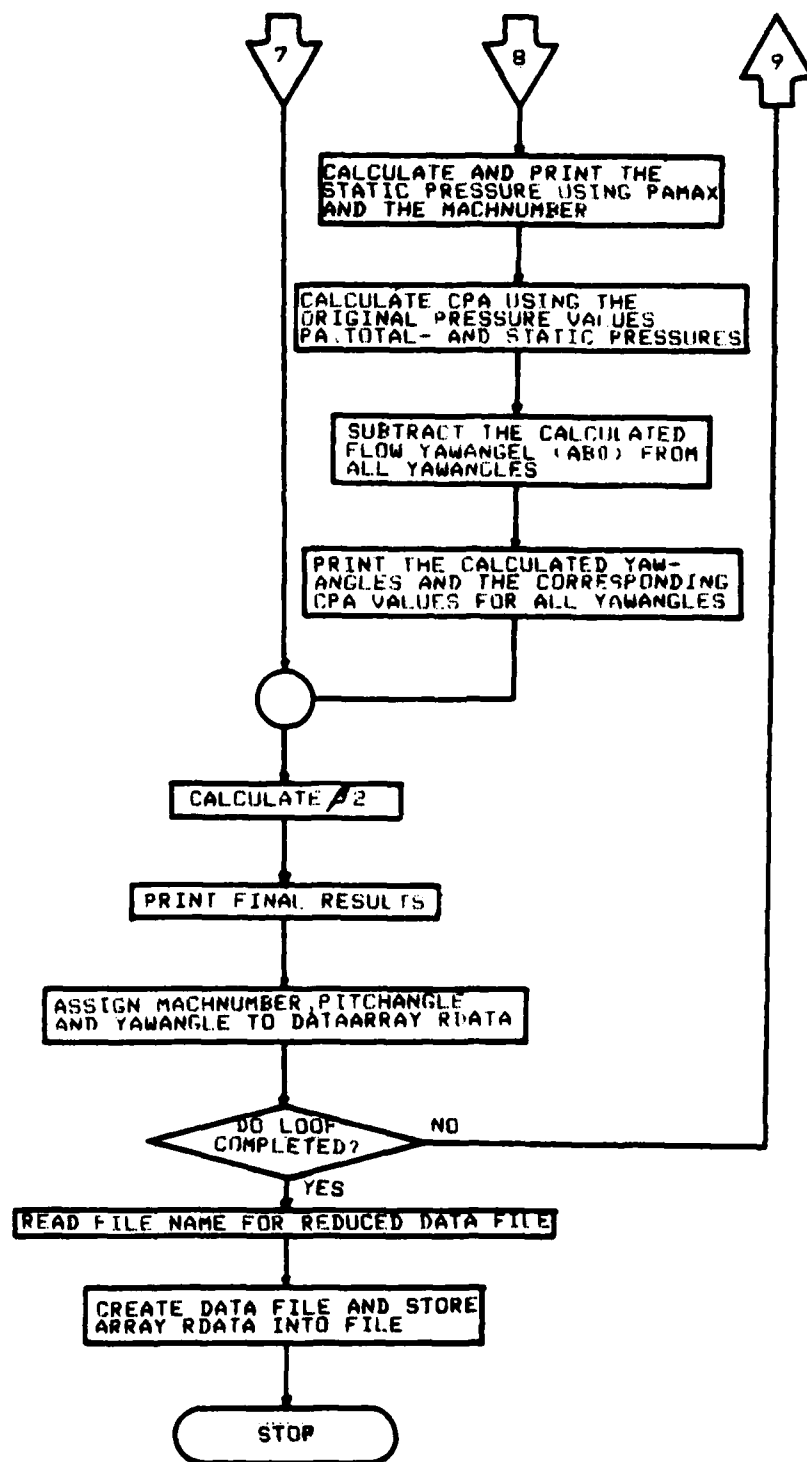 7
8
9
CALCULATE AND PRINT THE
STATIC PRESSURE USING PAMAX
AND THE MACHNUMBER
CALCULATE CPA USING THE
ORIGINAL PRESSURE VALUES
PA.TOTAL- AND STATIC PRESSURES
SUBTRACT THE CALCULATED
FLOW YAWANGEL (AB0) FROM
ALL YAWANGLES
PRINT THE CALCULATED YAW-
ANGLES AND THE CORRESPONDING
CPA VALUES FOR ALL YAWANGLES
CALCULATE 2
PRINT FINAL RESULTS
ASSIGN MACHNUMBER,PITCHANGLE
AND YAWANGLE TO DATAARRAY RDATA
DO LOOP
COMPLETED?
NO
YES
READ FILE NAME FOR REDUCED DATA FILE
CREATE DATA FILE AND STORE
ARRAY RDATA INTO FILE
STOP